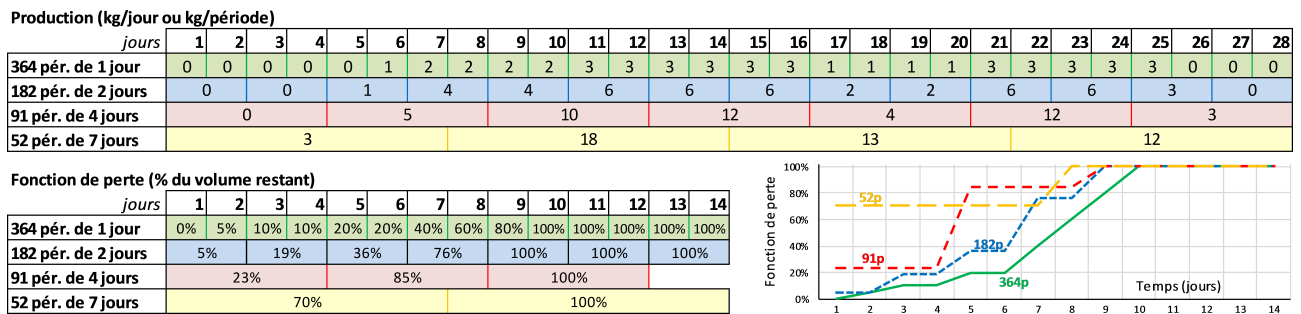 Production (kg/jour ou kg/période)
jours 1 2 3 4 5 6 7 8 9 10 11 12 13 14 15 16 17 18 19 20 21 22 23 24 25 26 27 28
364 pér. de 1 jour 0 0 0 0 0 1 2 2 2 2 3 3 3 3 3 3 1 1 1 1 3 3 3 3 3 0 0 0
182 pér. de 2 jours 0 0 1 4 4 6 6 6 2 2 6 6 3 0
91 pér. de 4 jours 0 5 10 12 4 12 3
52 pér. de 7 jours 3 18 13 12
Fonction de perte (% du volume restant)
jours 1 2 3 4 5 6 7 8 9 10 11 12 13 14
364 pér. de 1 jour 0% 5% 10% 10% 20% 20% 40% 60% 80% 100% 100% 100% 100% 100%
182 pér. de 2 jours 5% 19% 36% 76% 100% 100% 100%
91 pér. de 4 jours 23% 85% 100%
52 pér. de 7 jours 70% 100%
Fonction de perte
100%
80%
60%
40%
20%
0%
52p
91p
182p
364p
Temps (jours)
1 2 3 4 5 6 7 8 9 10 11 12 13 14